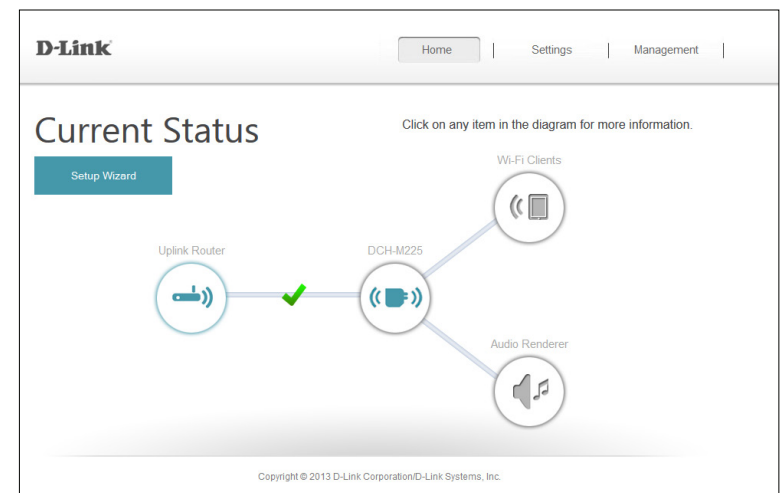 D-Link
Home | Settings | Management |
Current Status
Click on any item in the diagram for more information.
Setup Wizard
Wi-Fi Clients
Uplink Router
DCH-M225
Audio Renderer
Copyright © 2013 D-Link Corporation/D-Link Systems, Inc.